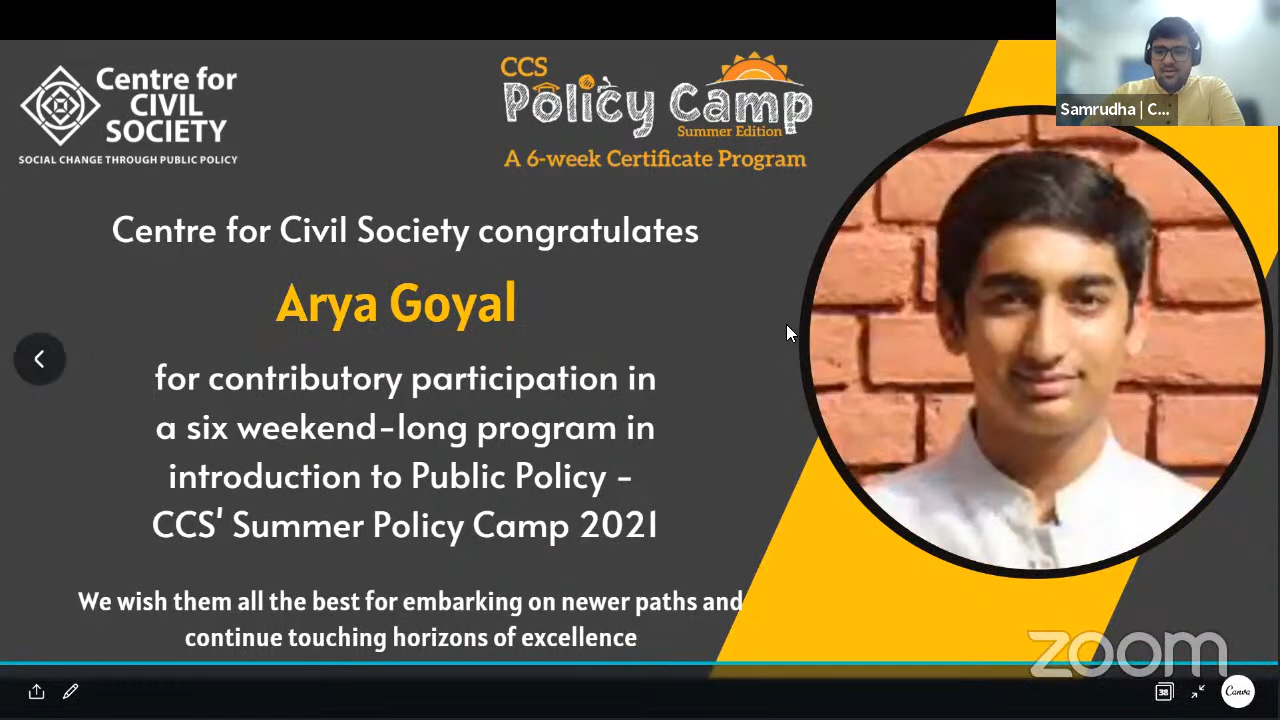 Centre for
CIVIL
SOCIETY
SOCIAL CHANGE THROUGH PUBLIC POLICY
CCS
Policy Camp
Summer Edition
A 6-week Certificate Program
Samrudha | C...
Centre for Civil Society congratulates
Arya Goyal
for contributory participation in
a six weekend-long program in
introduction to Public Policy -
CCS' Summer Policy Camp 2021
We wish them all the best for embarking on newer paths and
continue touching horizons of excellence
zoom
38
Canva